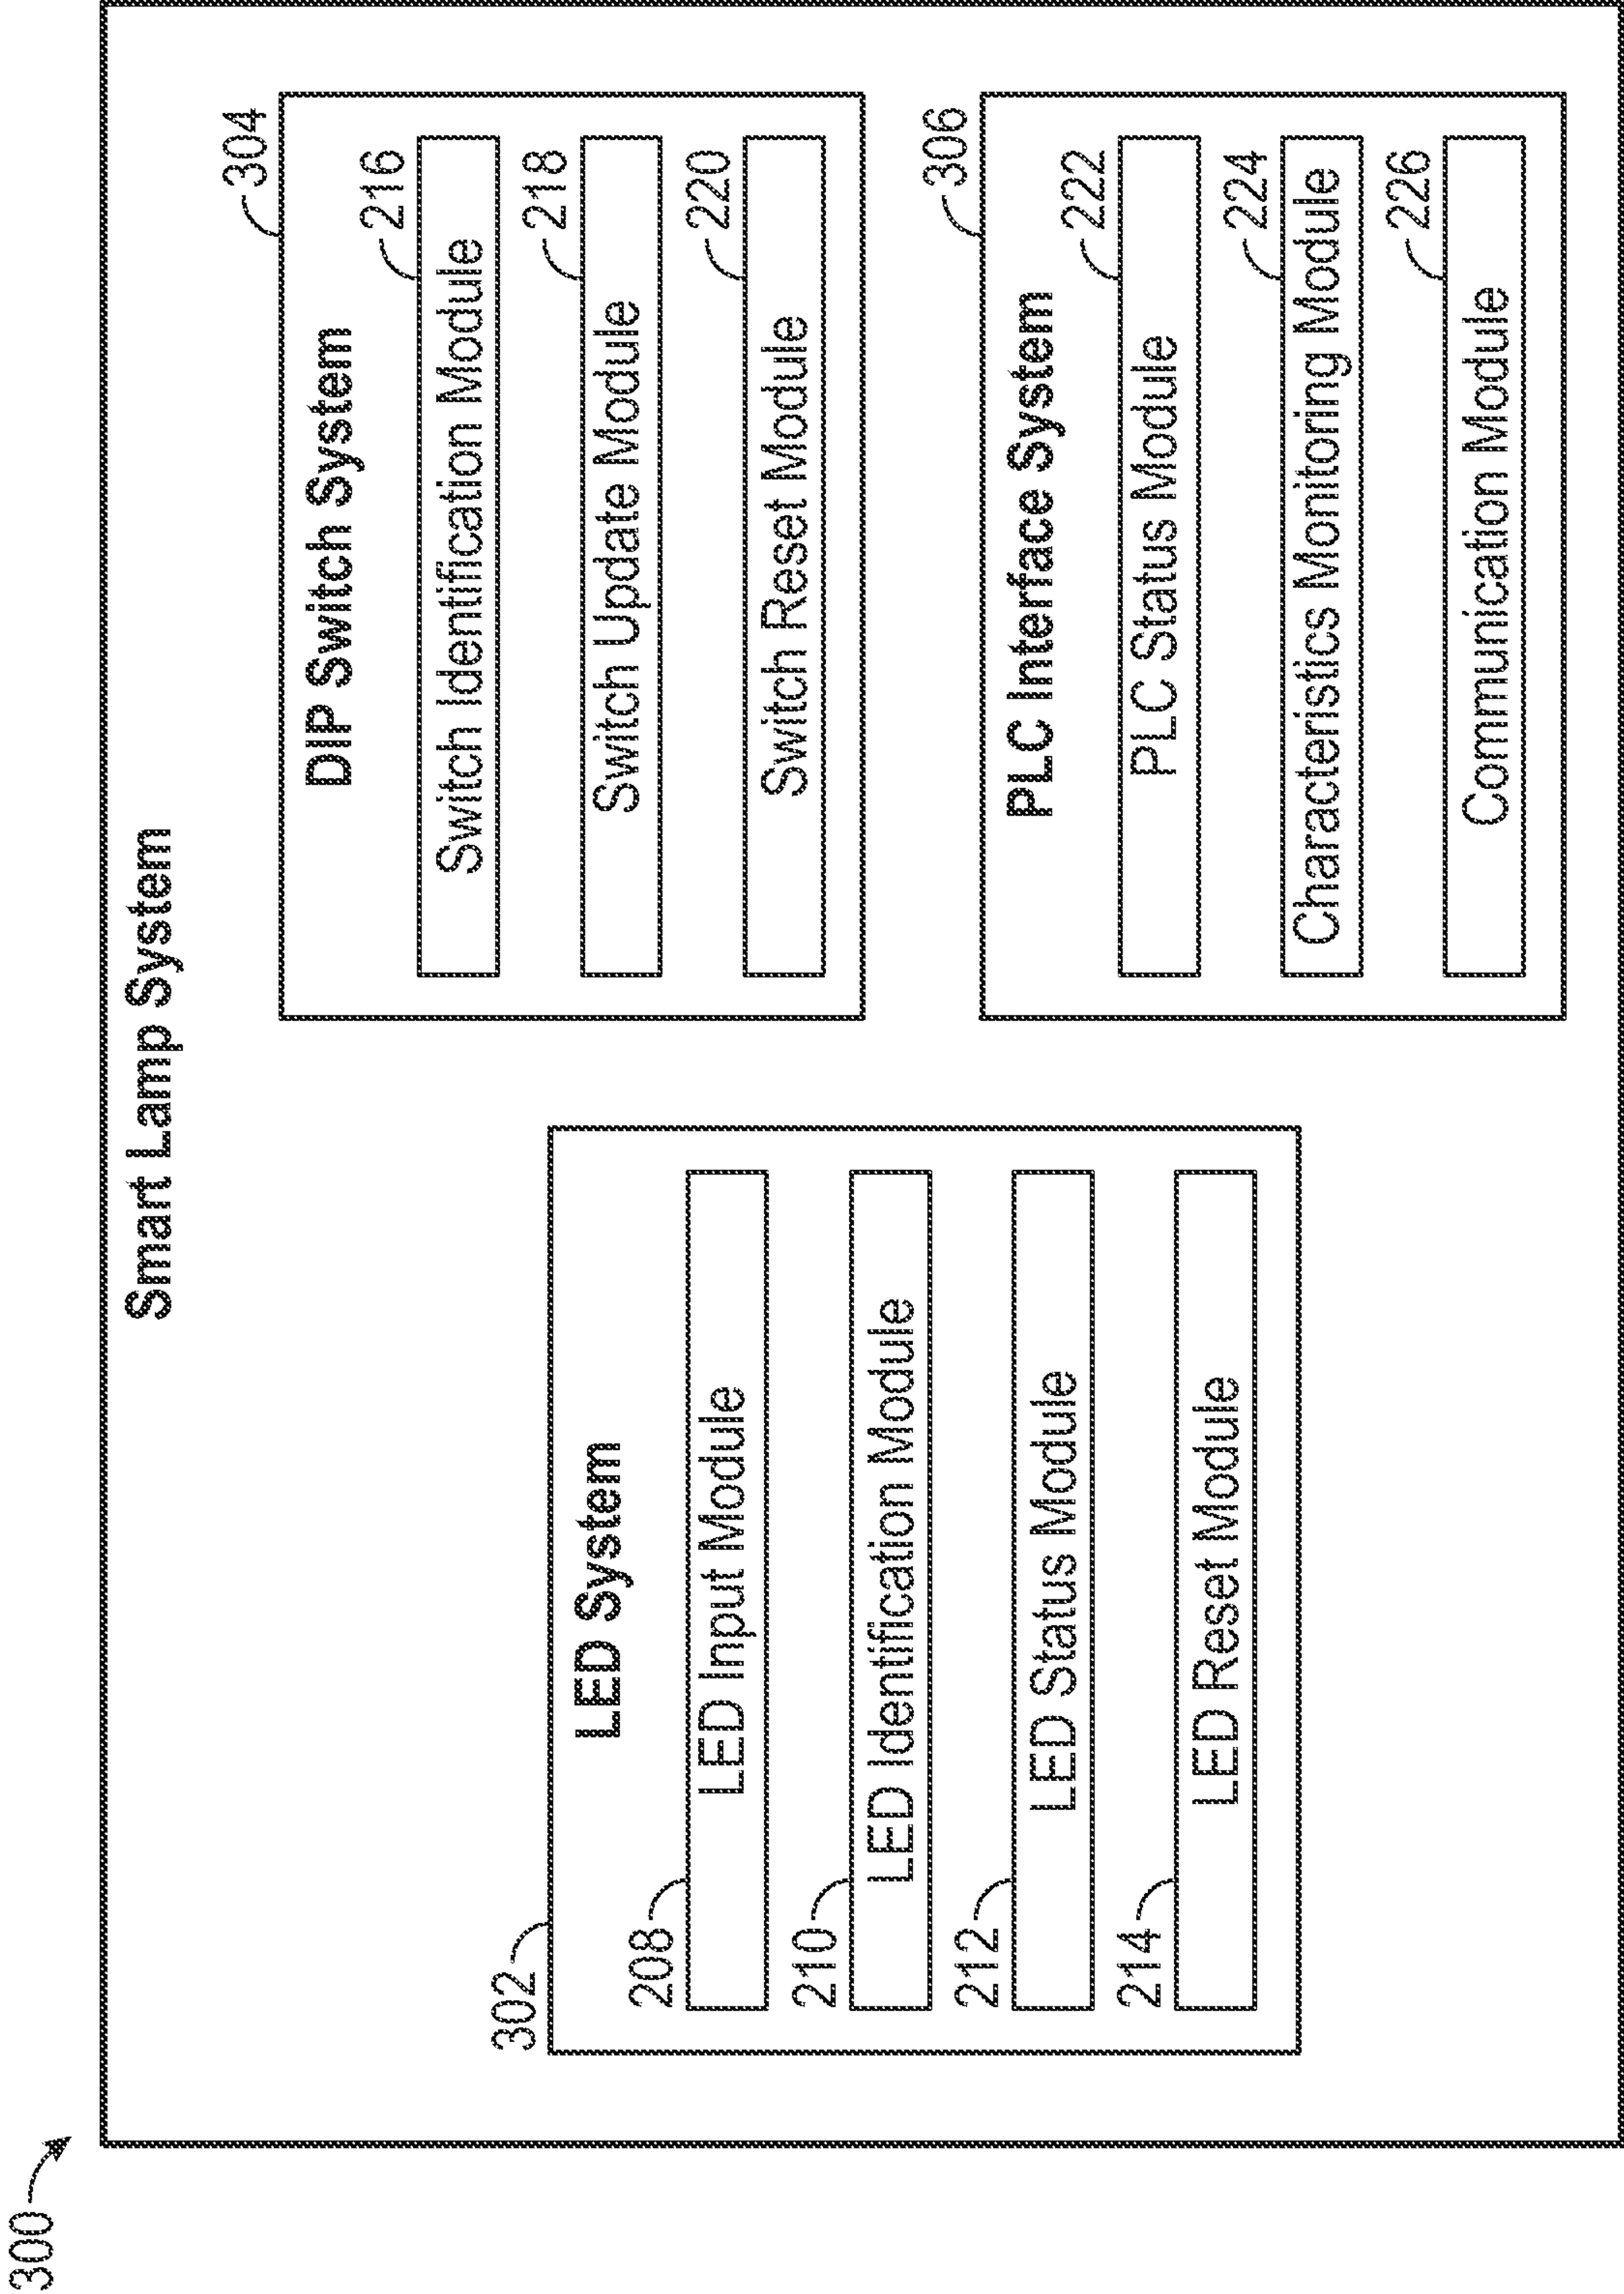 300
Smart Lamp System
302
LED System
208
LED Input Module
210
LED Identification Module
212
LED Status Module
214
LED Reset Module
304
DIP Switch System
216
Switch Identification Module
218
Switch Update Module
220
Switch Reset Module
306
PLC Interface System
222
PLC Status Module
224
Characteristics Monitoring Module
226
Communication Module